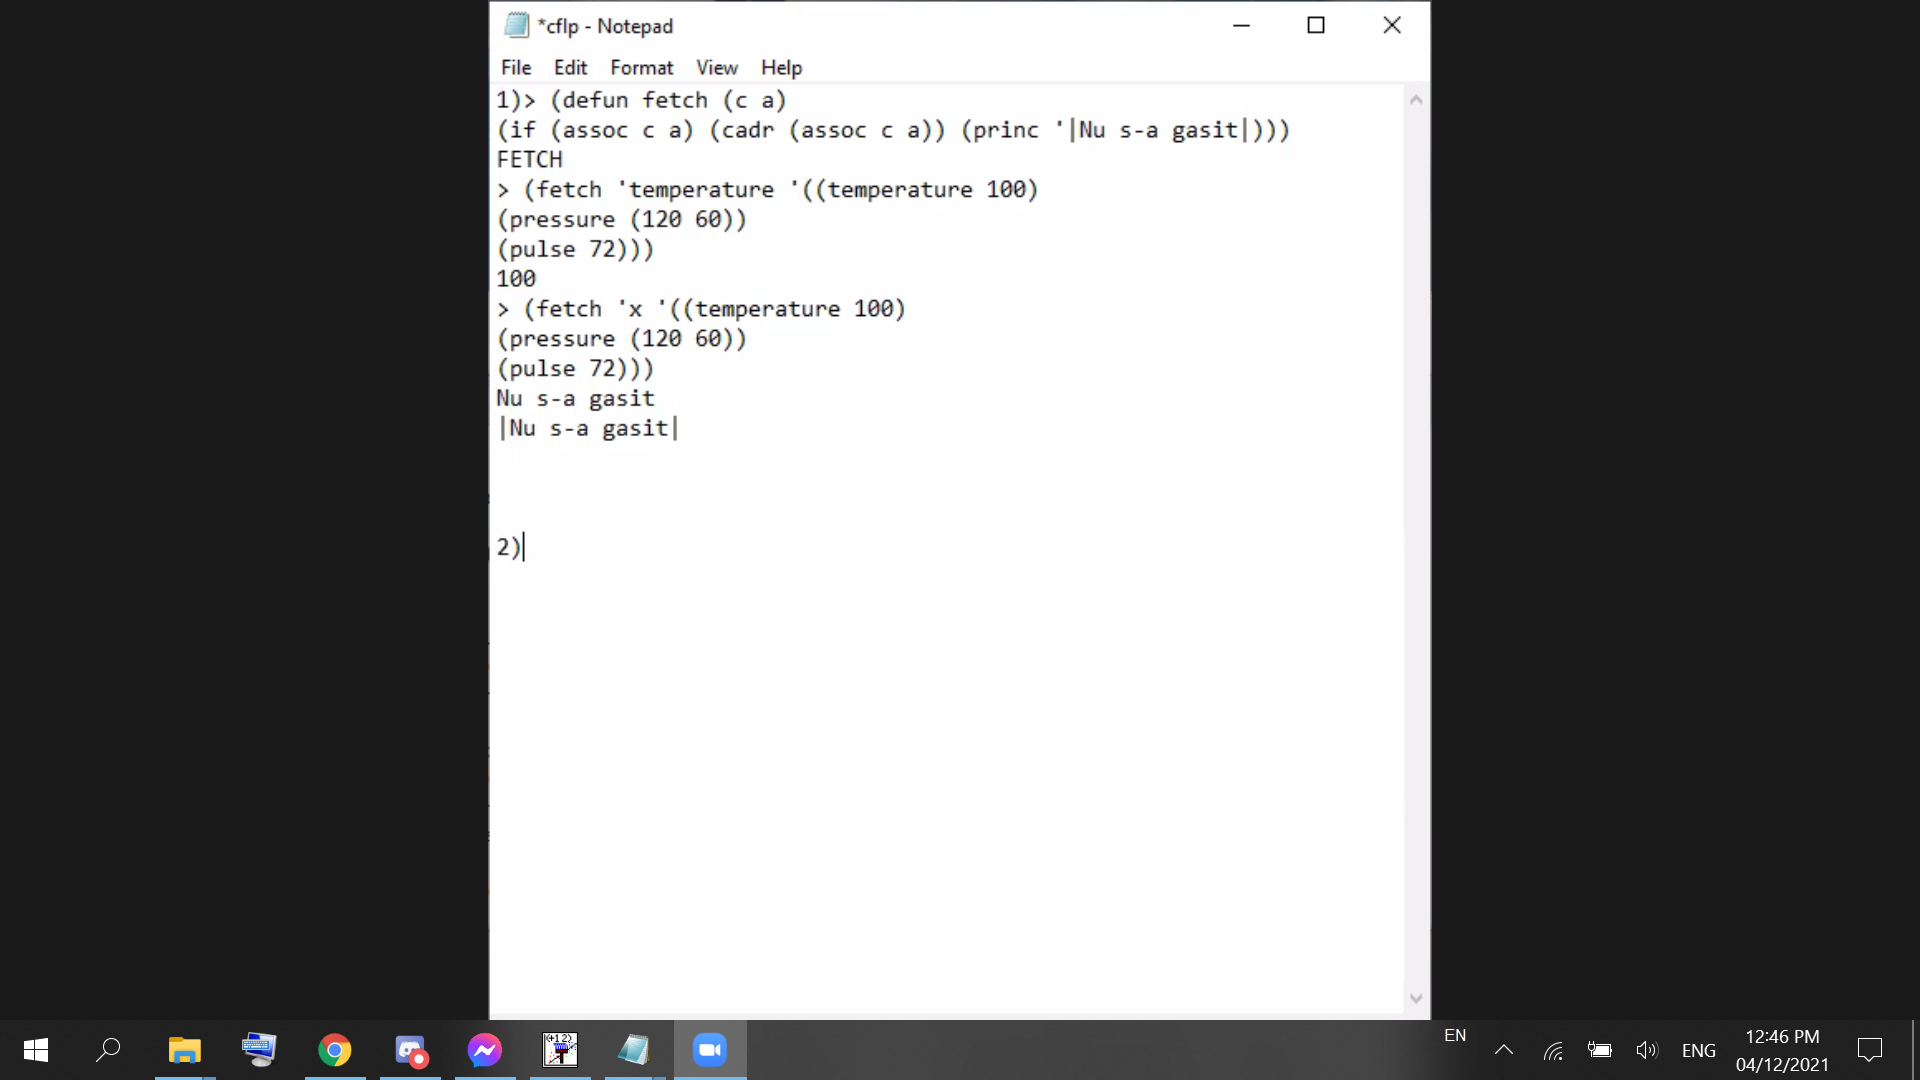 *cflp - Notepad
File Edit Format View Help
1)> (defun fetch (c a)
(if (assoc c a) (cadr (assoc c a)) (princ '|Nu s-a gasit|)))
FETCH
> (fetch 'temperature '((temperature 100)
(pressure (120 60))
(pulse 72)))
100
> (fetch 'x '((temperature 100)
(pressure (120 60))
(pulse 72)))
Nu s-a gasit
|Nu s-a gasit|
2)
(+12)
EN
ENG
12:46 PM
04/12/2021